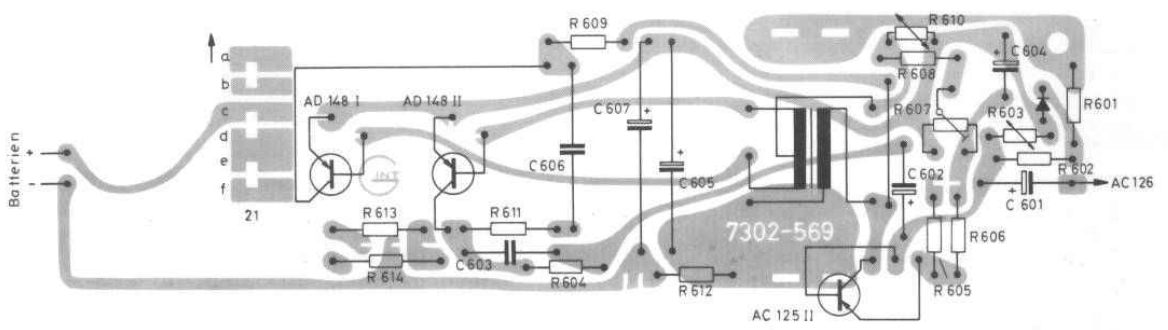 R 609
R 610
C 604
R 608
a
b
c
d
e
f
21
AD 148 I
AD 148 II
C 607
C 606
C 605
R 607
R 603
R 601
R 602
C 602
C 601
AC 126
Batterien
+
-
R 613
R 611
R 614
C 603
R 604
R 612
7302-569
R 606
R 605
AC 125 II